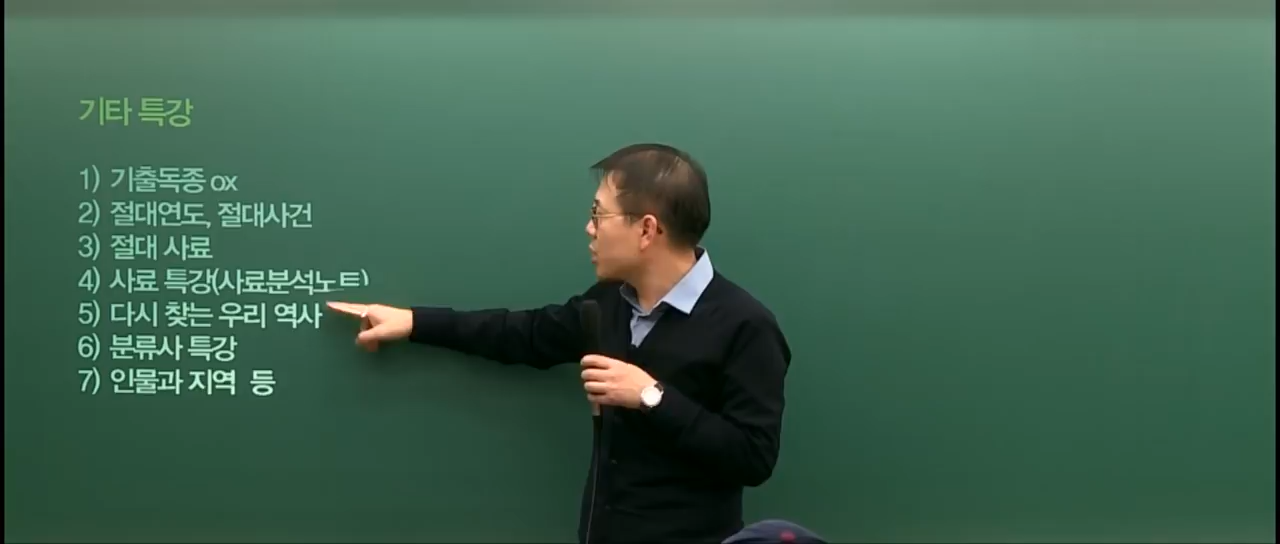 기타 특강
1) 기출독종 ox
2) 절대연도, 절대사건
3) 절대 사료
4) 사료 특강(사료분석노트)
5) 다시 찾는 우리 역사
6) 분류사 특강
7) 인물과 지역 등